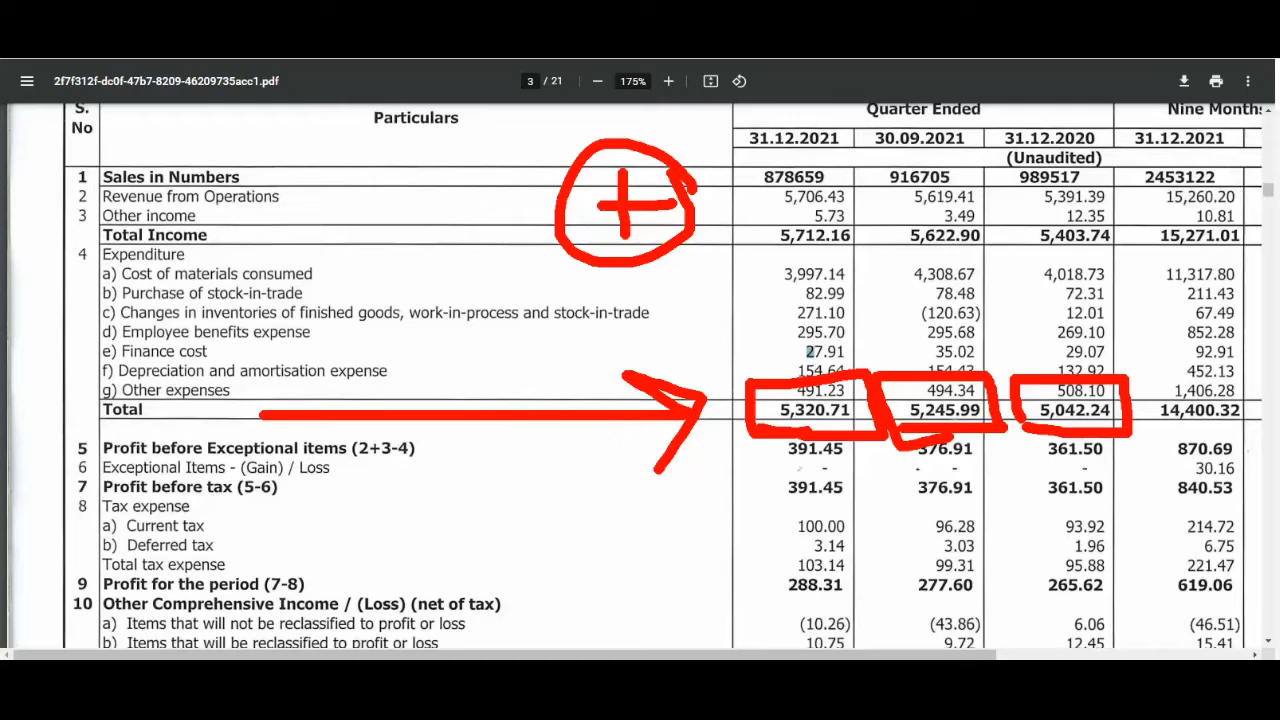 2f7f312f-dc0f-47b7-8209-46209735acc1.pdf 3 / 21 175%
S. No Particulars Quarter Ended Nine Months
31.12.2021 30.09.2021 31.12.2020 31.12.2021
(Unaudited)
1 Sales in Numbers 878659 916705 989517 2453122
2 Revenue from Operations 5,706.43 5,619.41 5,391.39 15,260.20
3 Other income 5.73 3.49 12.35 10.81
Total Income 5,712.16 5,622.90 5,403.74 15,271.01
4 Expenditure
a) Cost of materials consumed 3,997.14 4,308.67 4,018.73 11,317.80
b) Purchase of stock-in-trade 82.99 78.48 72.31 211.43
c) Changes in inventories of finished goods, work-in-process and stock-in-trade 271.10 (120.63) 12.01 67.49
d) Employee benefits expense 295.70 295.68 269.10 852.28
e) Finance cost 27.91 35.02 29.07 92.91
f) Depreciation and amortisation expense 154.64 154.43 132.92 452.13
g) Other expenses 491.23 494.34 508.10 1,406.28
Total 5,320.71 5,245.99 5,042.24 14,400.32
5 Profit before Exceptional items (2+3-4) 391.45 376.91 361.50 870.69
6 Exceptional Items - (Gain) / Loss - - - 30.16
7 Profit before tax (5-6) 391.45 376.91 361.50 840.53
8 Tax expense
a) Current tax 100.00 96.28 93.92 214.72
b) Deferred tax 3.14 3.03 1.96 6.75
Total tax expense 103.14 99.31 95.88 221.47
9 Profit for the period (7-8) 288.31 277.60 265.62 619.06
10 Other Comprehensive Income / (Loss) (net of tax)
a) Items that will not be reclassified to profit or loss (10.26) (43.86) 6.06 (46.51)
b) Items that will be reclassified to profit or loss 10.75 9.72 12.45 15.41